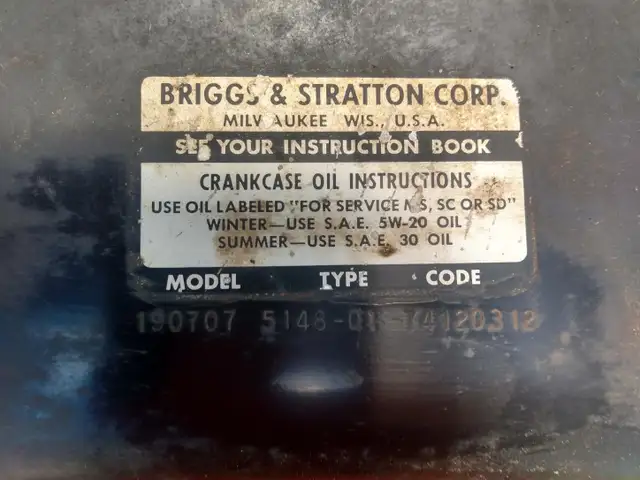 BRIGGS & STRATTON CORP.
MILWAUKEE WIS., U.S.A.
SEE YOUR INSTRUCTION BOOK
CRANKCASE OIL INSTRUCTIONS
USE OIL LABELED "FOR SERVICE MS, SC OR SD"
WINTER—USE S.A.E. 5W-20 OIL
SUMMER—USE S.A.E. 30 OIL
MODEL TYPE CODE
190707 5148-01 74120312